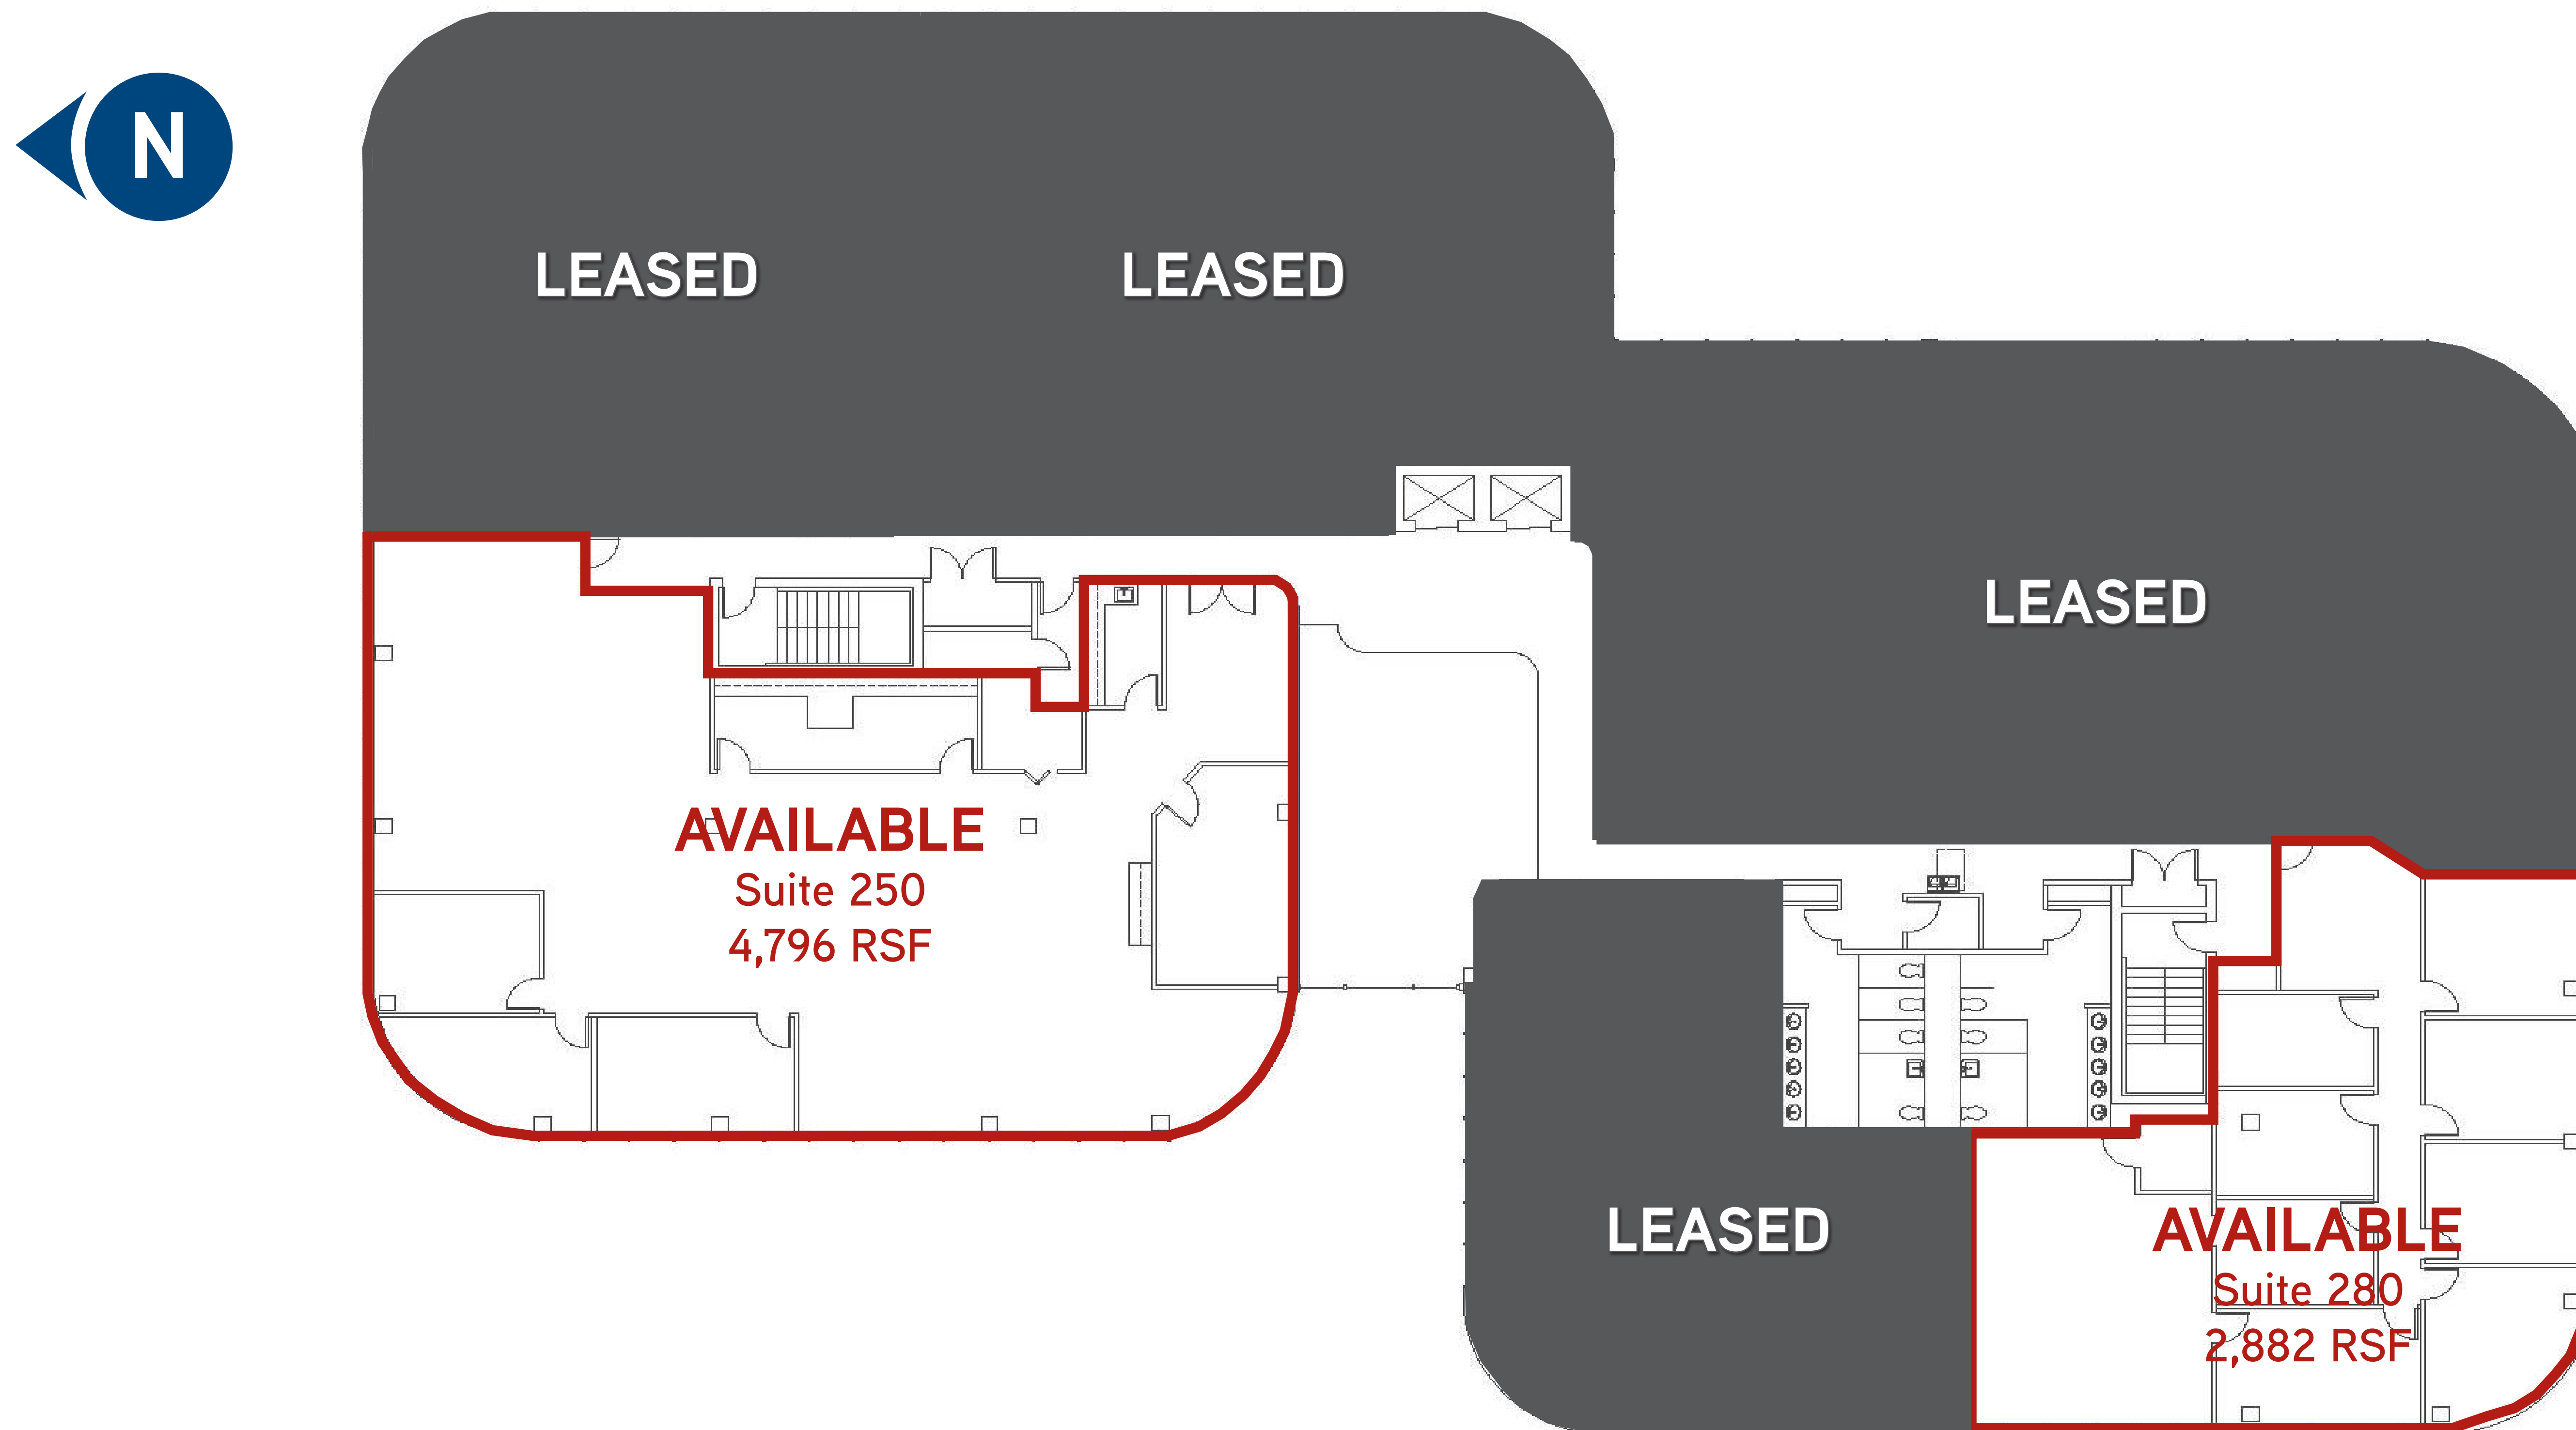 N
LEASED
LEASED
LEASED
AVAILABLE
Suite 250
4,796 RSF
LEASED
AVAILABLE
Suite 280
2,882 RSF